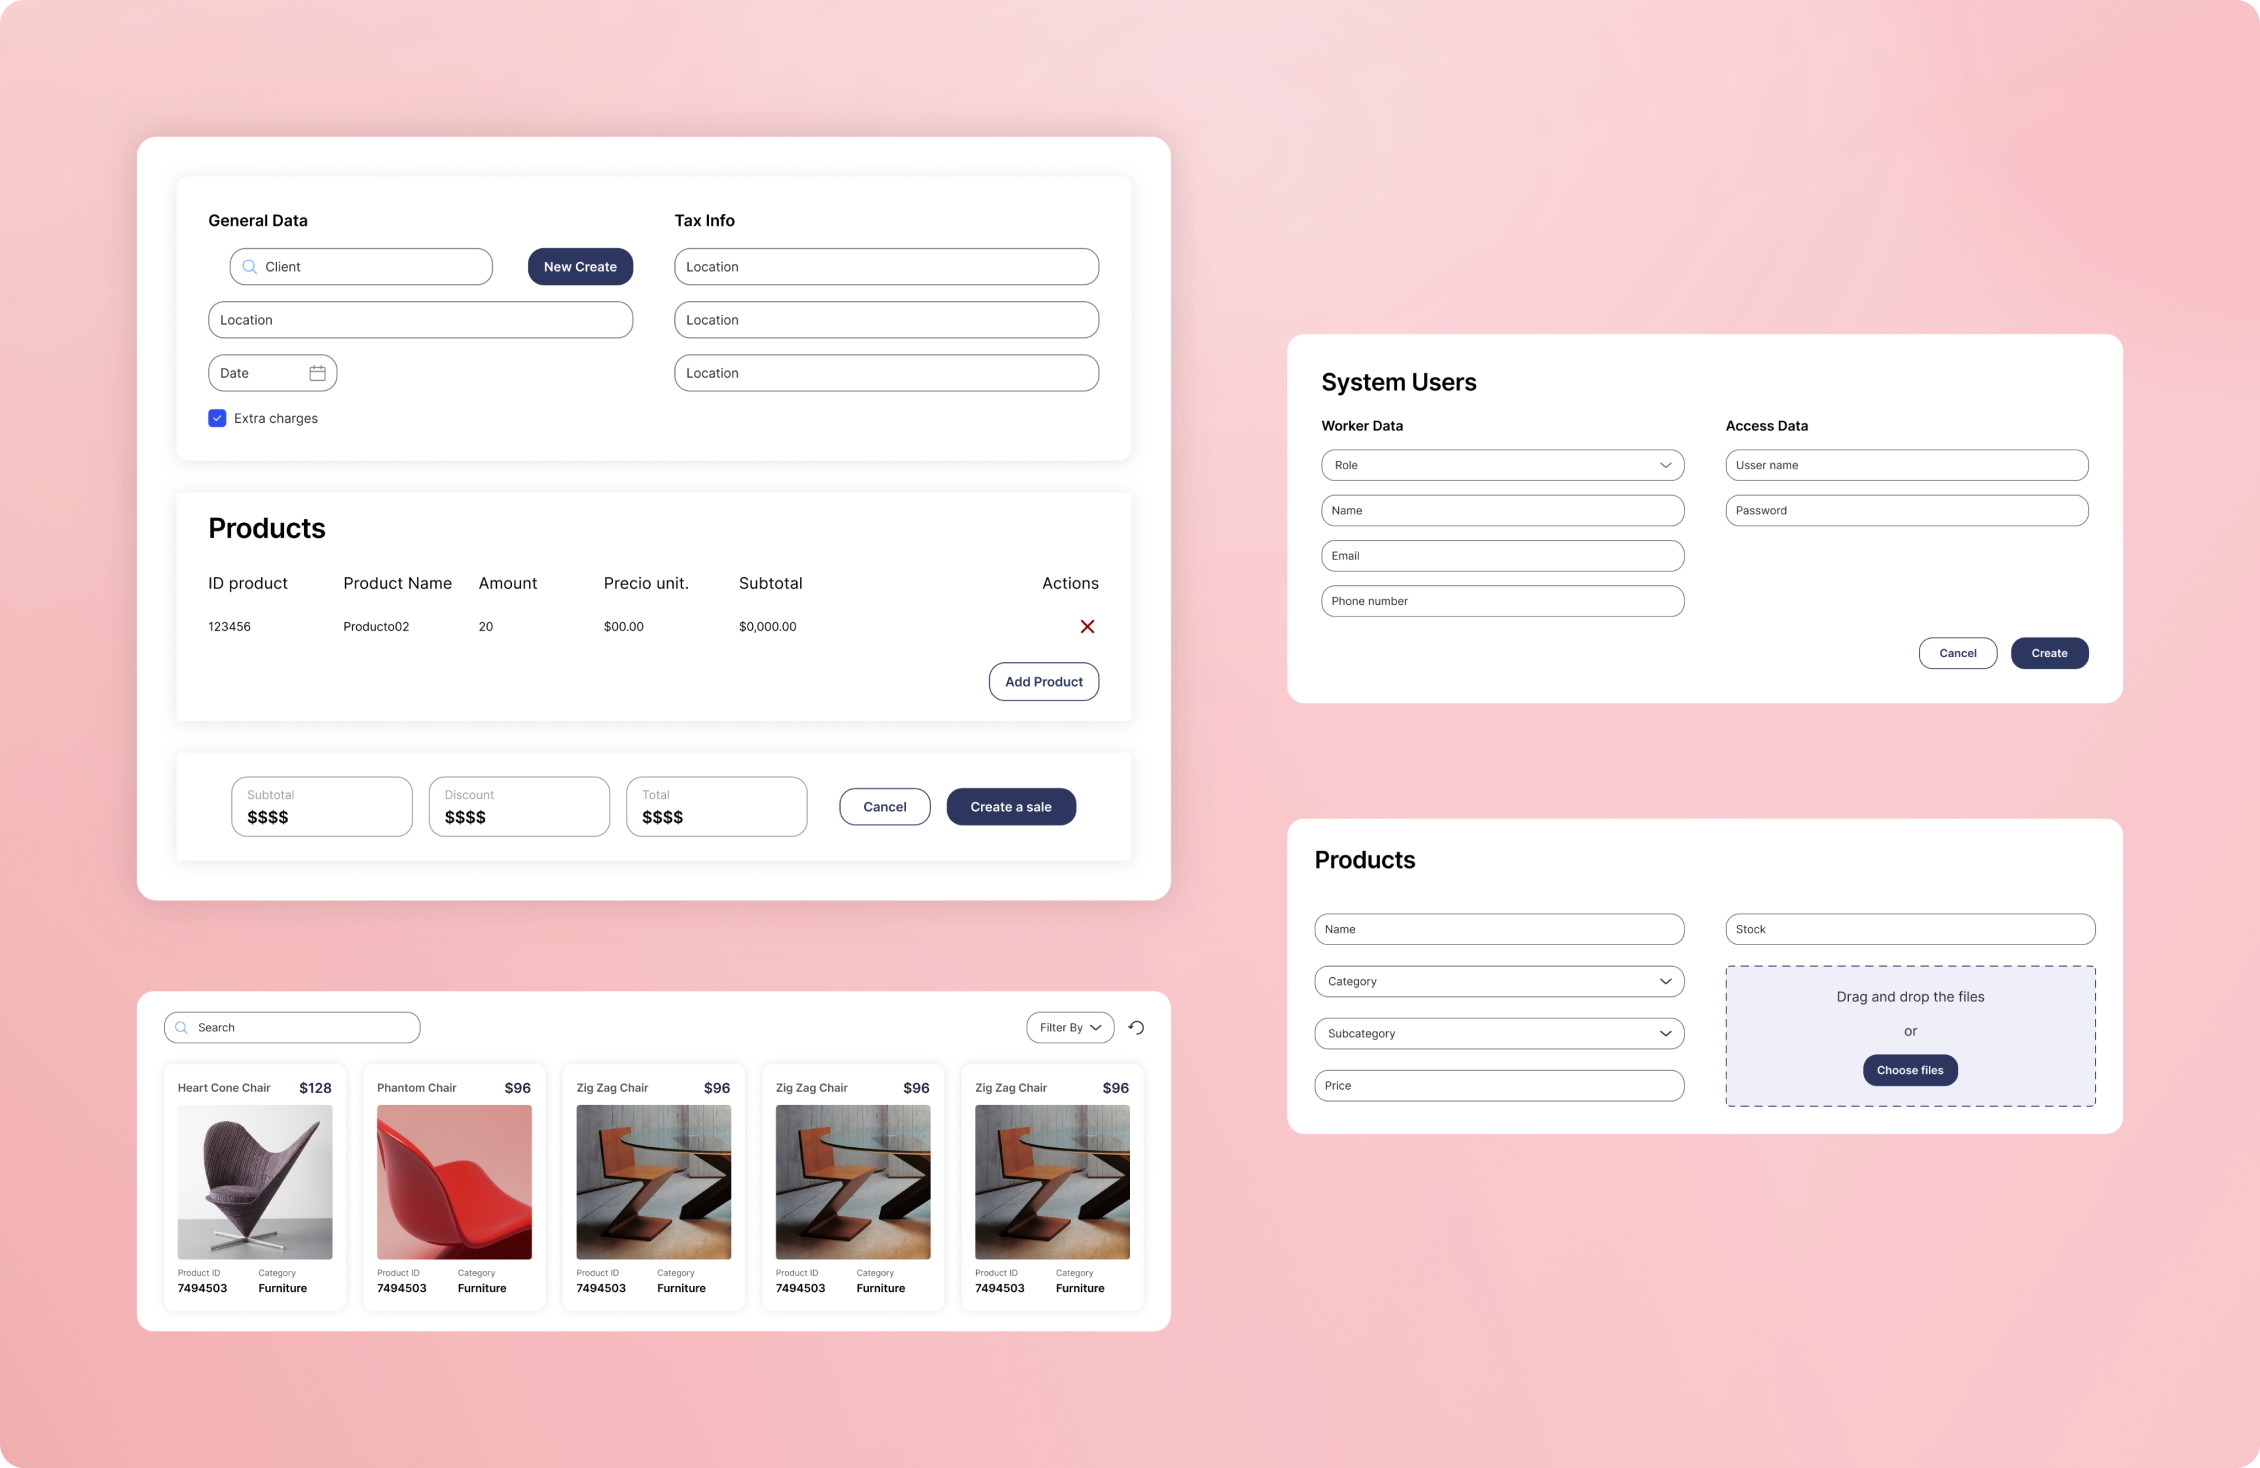 General Data
Client
New Create
Location
Date
Extra charges
Tax Info
Location
Location
Location
Products
ID product Product Name Amount Precio unit. Subtotal Actions
123456 Producto02 20 $00.00 $0,000.00
Add Product
Subtotal
$$$$
Discount
$$$$
Total
$$$$
Cancel
Create a sale
Search
Filter By
Heart Cone Chair $128
Product ID Category
7494503 Furniture
Phantom Chair $96
Product ID Category
7494503 Furniture
Zig Zag Chair $96
Product ID Category
7494503 Furniture
Zig Zag Chair $96
Product ID Category
7494503 Furniture
Zig Zag Chair $96
Product ID Category
7494503 Furniture
System Users
Worker Data
Role
Name
Email
Phone number
Access Data
Usser name
Password
Cancel
Create
Products
Name
Category
Subcategory
Price
Stock
Drag and drop the files
or
Choose files